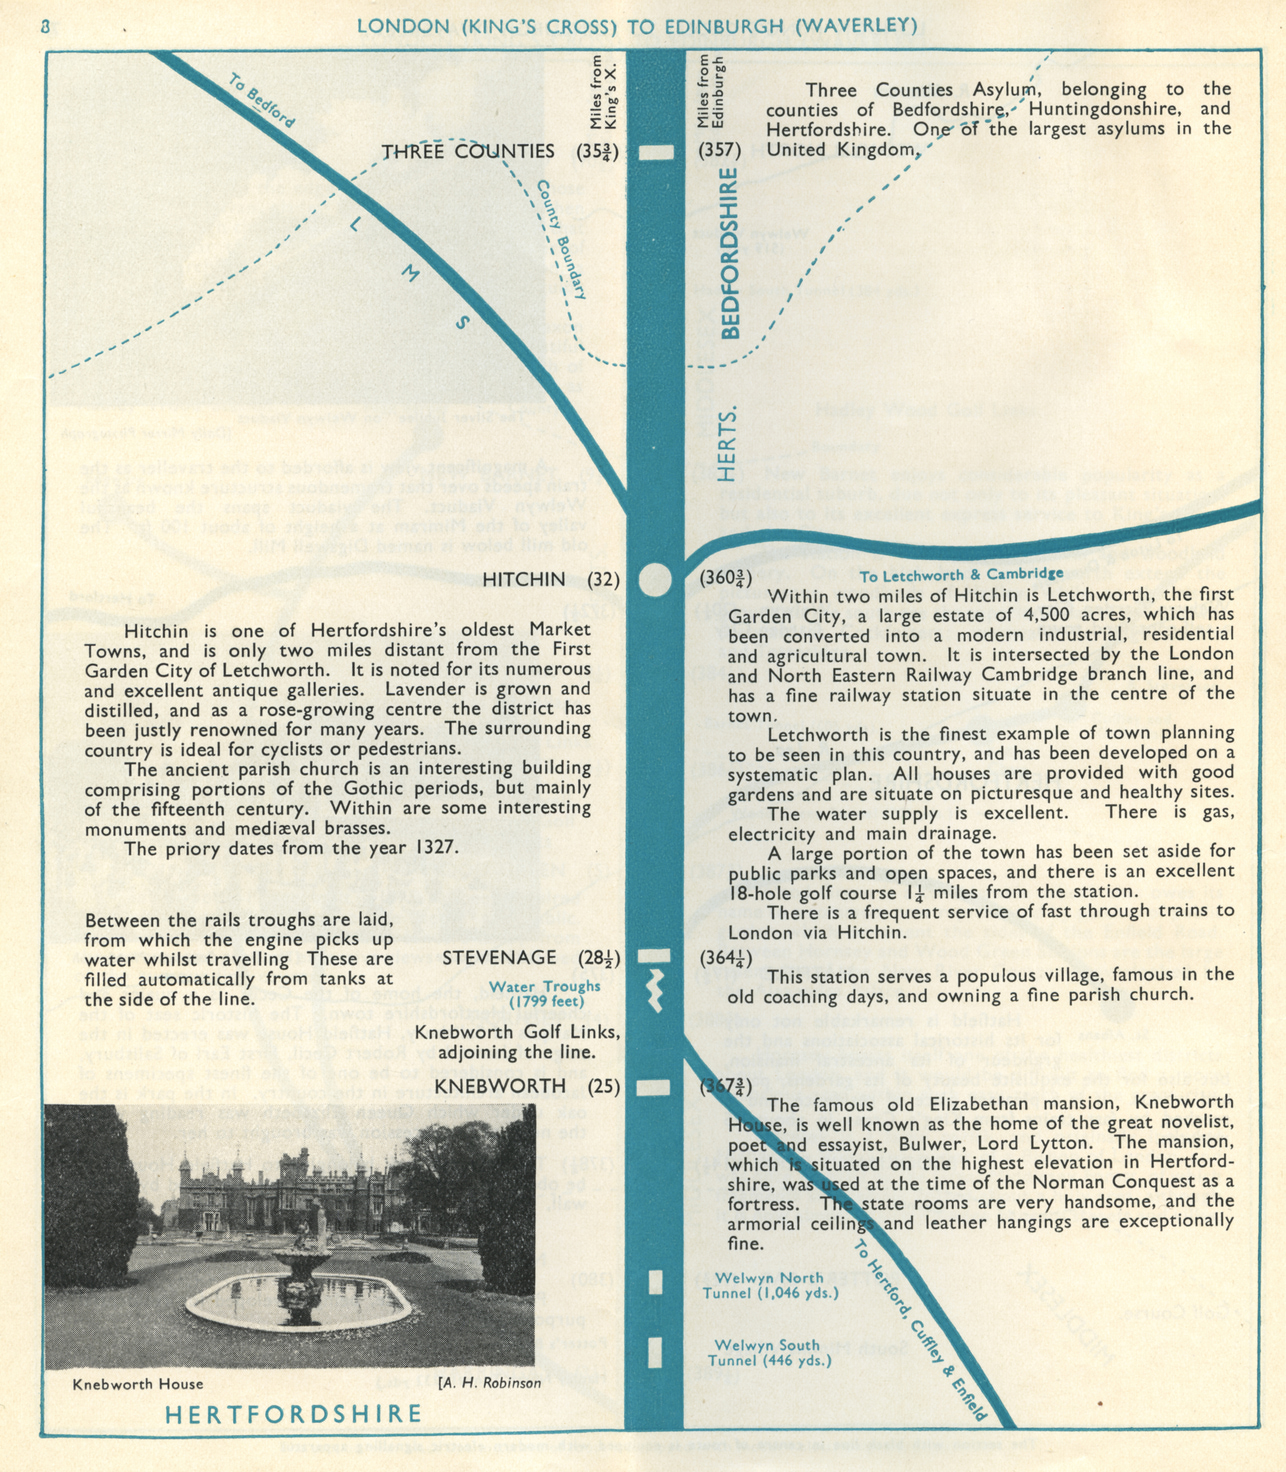 8
LONDON (KING'S CROSS) TO EDINBURGH (WAVERLEY)
Miles from
King's X.
Miles from
Edinburgh
To Bedford
Three Counties Asylum, belonging to the
counties of Bedfordshire, Huntingdonshire, and
Hertfordshire. One of the largest asylums in the
United Kingdom,
THREE COUNTIES (35¾)
(357)
County Boundary
L M S
BEDFORDSHIRE
HERTS.
HITCHIN (32)
(360¾)
To Letchworth & Cambridge
Hitchin is one of Hertfordshire's oldest Market
Towns, and is only two miles distant from the First
Garden City of Letchworth. It is noted for its numerous
and excellent antique galleries. Lavender is grown and
distilled, and as a rose-growing centre the district has
been justly renowned for many years. The surrounding
country is ideal for cyclists or pedestrians.
The ancient parish church is an interesting building
comprising portions of the Gothic periods, but mainly
of the fifteenth century. Within are some interesting
monuments and mediæval brasses.
The priory dates from the year 1327.
Within two miles of Hitchin is Letchworth, the first
Garden City, a large estate of 4,500 acres, which has
been converted into a modern industrial, residential
and agricultural town. It is intersected by the London
and North Eastern Railway Cambridge branch line, and
has a fine railway station situate in the centre of the
town.
Letchworth is the finest example of town planning
to be seen in this country, and has been developed on a
systematic plan. All houses are provided with good
gardens and are situate on picturesque and healthy sites.
The water supply is excellent. There is gas,
electricity and main drainage.
A large portion of the town has been set aside for
public parks and open spaces, and there is an excellent
18-hole golf course 1¼ miles from the station.
There is a frequent service of fast through trains to
London via Hitchin.
Between the rails troughs are laid,
from which the engine picks up
water whilst travelling These are
filled automatically from tanks at
the side of the line.
STEVENAGE (28½)
(364¼)
Water Troughs
(1799 feet)
This station serves a populous village, famous in the
old coaching days, and owning a fine parish church.
Knebworth Golf Links,
adjoining the line.
KNEBWORTH (25)
(367¾)
The famous old Elizabethan mansion, Knebworth
House, is well known as the home of the great novelist,
poet and essayist, Bulwer, Lord Lytton. The mansion,
which is situated on the highest elevation in Hertford-
shire, was used at the time of the Norman Conquest as a
fortress. The state rooms are very handsome, and the
armorial ceilings and leather hangings are exceptionally
fine.
Welwyn North
Tunnel (1,046 yds.)
Welwyn South
Tunnel (446 yds.)
To Hertford, Cuffley & Enfield
Knebworth House
[A. H. Robinson
HERTFORDSHIRE